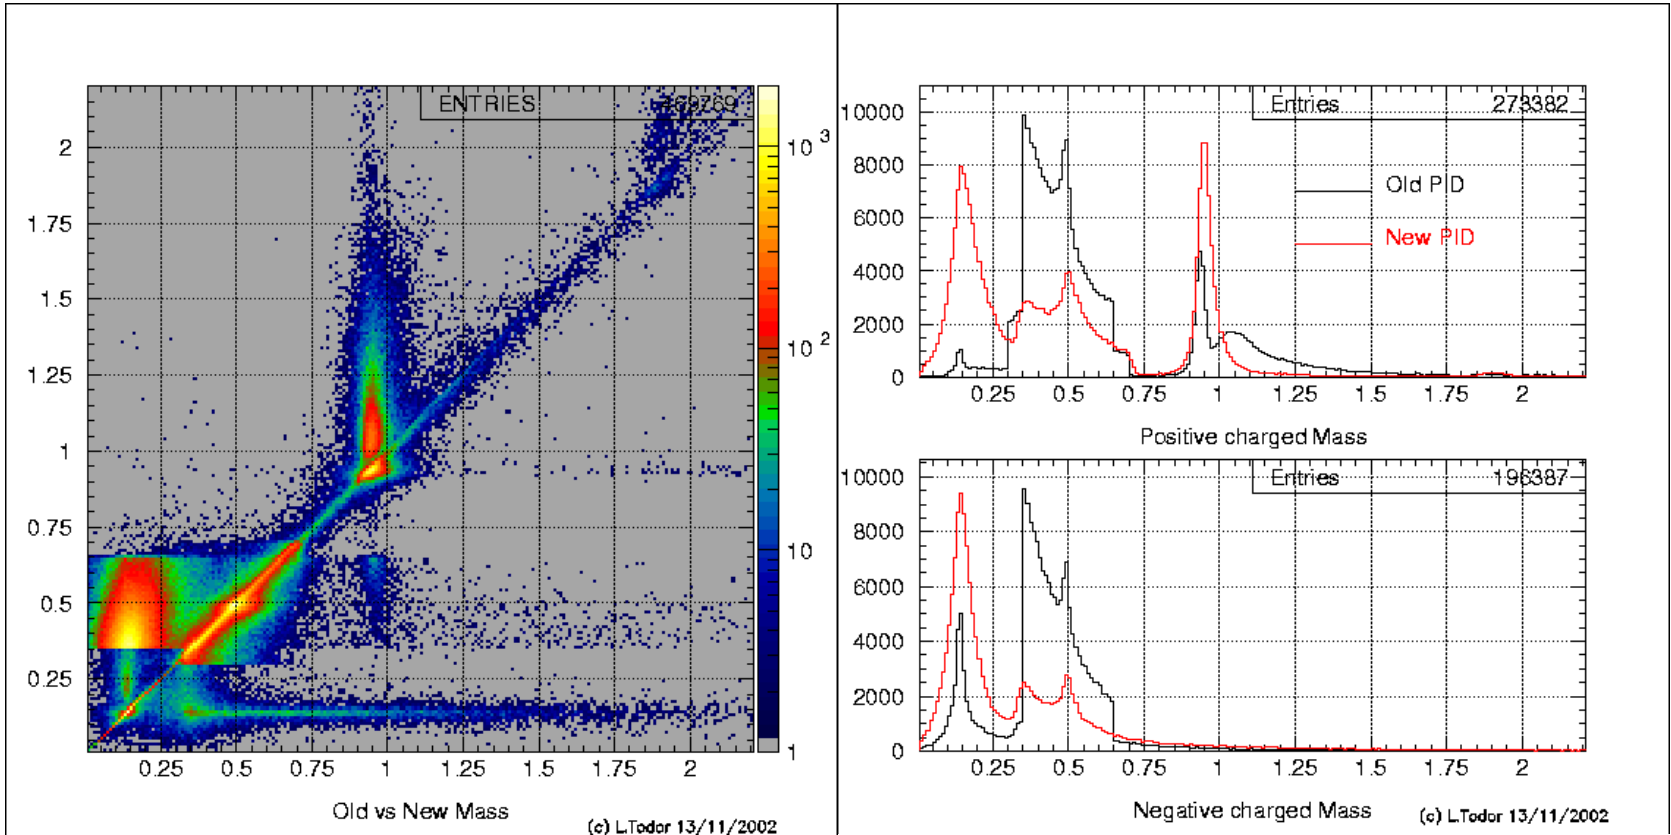 ENTRIES 469769
2
1.75
1.5
1.25
1
0.75
0.5
0.25
10 3
10 2
10
1
0.25 0.5 0.75 1 1.25 1.5 1.75 2
Old vs New Mass
(c) L.Todor 13/11/2002
Entries 273382
10000
8000
6000
4000
2000
0
Old PID
New PID
0.25 0.5 0.75 1 1.25 1.5 1.75 2
Positive charged Mass
Entries 196387
10000
8000
6000
4000
2000
0
0.25 0.5 0.75 1 1.25 1.5 1.75 2
Negative charged Mass
(c) L.Todor 13/11/2002